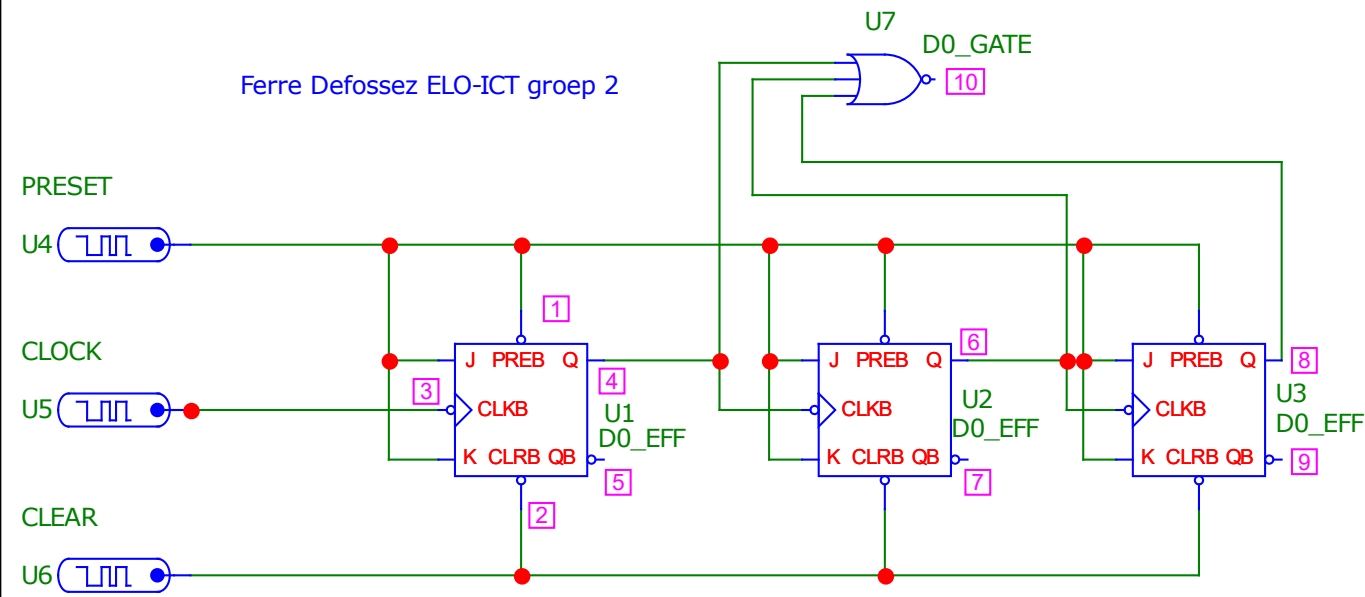 U7
D0_GATE
10
Ferre Defossez ELO-ICT groep 2
PRESET
U4
1
CLOCK
U5
3
J PREB Q
CLKB
K CLRB QB
4
U1
D0_EFF
5
2
J PREB Q
CLKB
K CLRB QB
6
U2
D0_EFF
7
J PREB Q
CLKB
K CLRB QB
8
U3
D0_EFF
9
CLEAR
U6